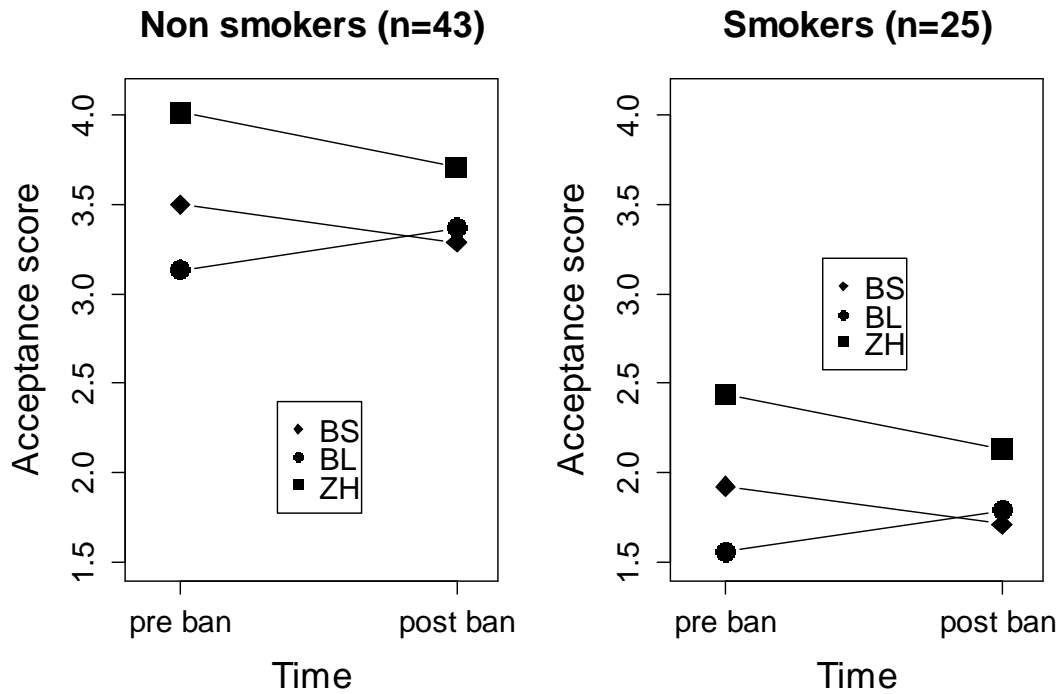 Non smokers (n=43)
Acceptance score
4.0
3.5
3.0
2.5
2.0
1.5
BS
BL
ZH
pre ban
post ban
Time
Smokers (n=25)
Acceptance score
4.0
3.5
3.0
2.5
2.0
1.5
BS
BL
ZH
pre ban
post ban
Time